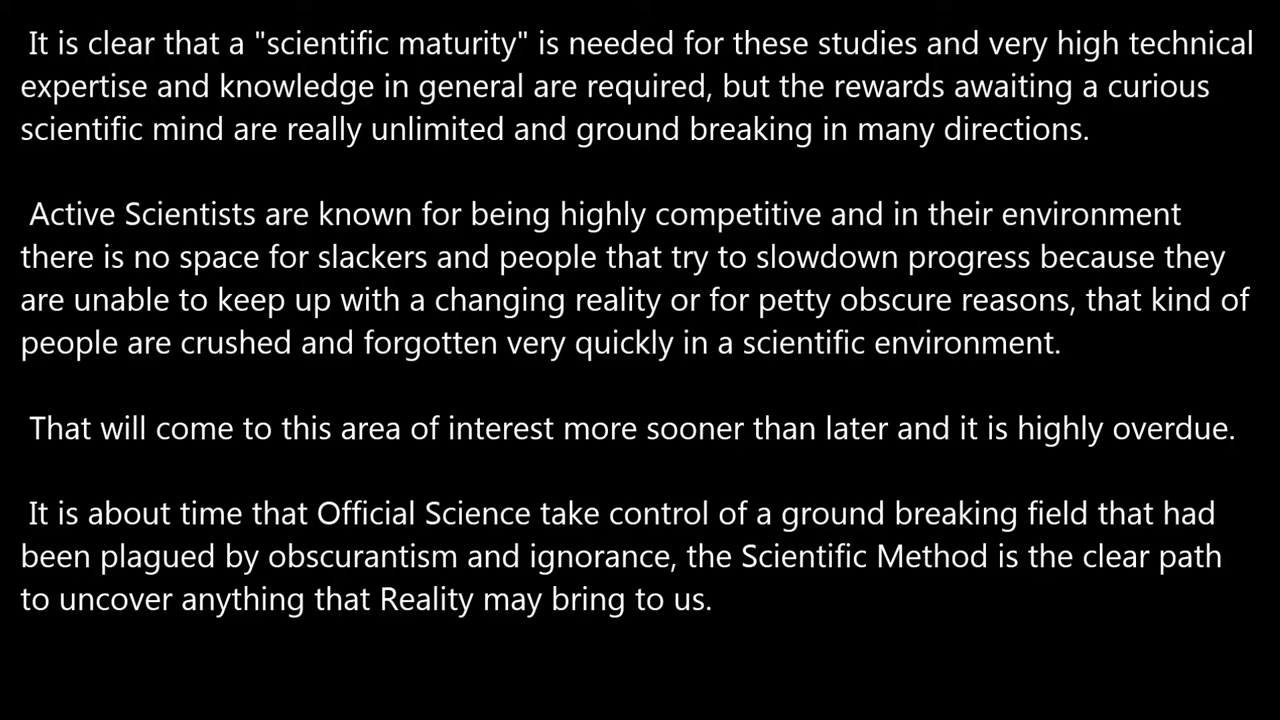 It is clear that a "scientific maturity" is needed for these studies and very high technical
expertise and knowledge in general are required, but the rewards awaiting a curious
scientific mind are really unlimited and ground breaking in many directions.
Active Scientists are known for being highly competitive and in their environment
there is no space for slackers and people that try to slowdown progress because they
are unable to keep up with a changing reality or for petty obscure reasons, that kind of
people are crushed and forgotten very quickly in a scientific environment.
That will come to this area of interest more sooner than later and it is highly overdue.
It is about time that Official Science take control of a ground breaking field that had
been plagued by obscurantism and ignorance, the Scientific Method is the clear path
to uncover anything that Reality may bring to us.